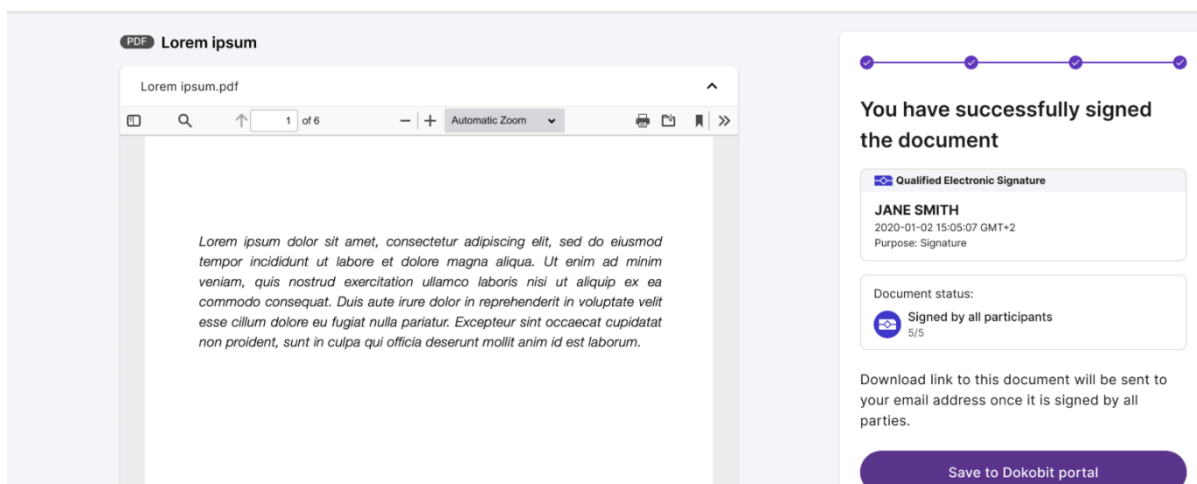 PDF Lorem ipsum
Lorem ipsum.pdf
1 of 6
Automatic Zoom
Lorem ipsum dolor sit amet, consectetur adipiscing elit, sed do eiusmod
tempor incididunt ut labore et dolore magna aliqua. Ut enim ad minim
veniam, quis nostrud exercitation ullamco laboris nisi ut aliquip ex ea
commodo consequat. Duis aute irure dolor in reprehenderit in voluptate velit
esse cillum dolore eu fugiat nulla pariatur. Excepteur sint occaecat cupidatat
non proident, sunt in culpa qui officia deserunt mollit anim id est laborum.
You have successfully signed
the document
Qualified Electronic Signature
JANE SMITH
2020-01-02 15:05:07 GMT+2
Purpose: Signature
Document status:
Signed by all participants
5/5
Download link to this document will be sent to
your email address once it is signed by all
parties.
Save to Dokobit portal